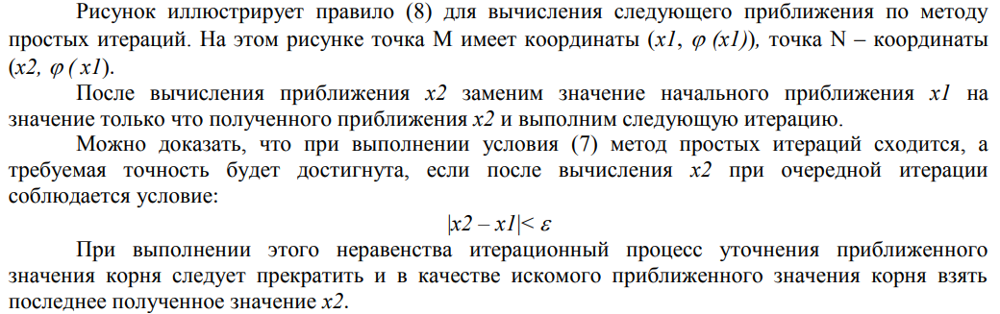 Рисунок иллюстрирует правило (8) для вычисления следующего приближения по методу
простых итераций. На этом рисунке точка М имеет координаты (x1, φ (x1)), точка N – координаты
(x2, φ ( x1).
После вычисления приближения x2 заменим значение начального приближения x1 на
значение только что полученного приближения x2 и выполним следующую итерацию.
Можно доказать, что при выполнении условия (7) метод простых итераций сходится, а
требуемая точность будет достигнута, если после вычисления x2 при очередной итерации
соблюдается условие:
|x2 – x1|< ε
При выполнении этого неравенства итерационный процесс уточнения приближенного
значения корня следует прекратить и в качестве искомого приближенного значения корня взять
последнее полученное значение x2.